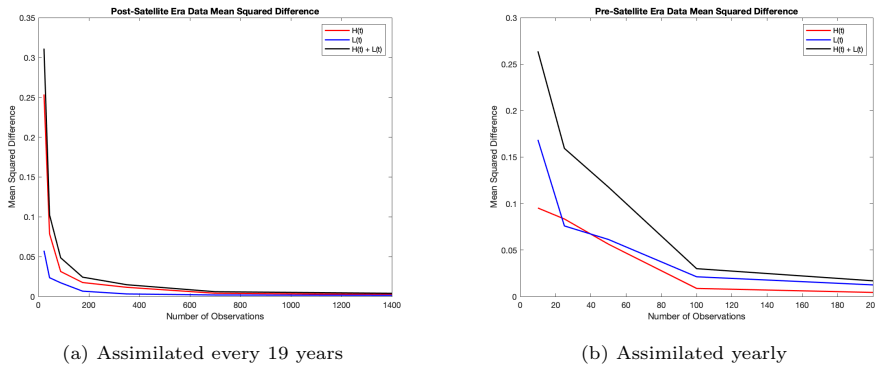 Post-Satellite Era Data Mean Squared Difference
H(t)
L(t)
H(t) + L(t)
Mean Squared Difference
0.35
0.3
0.25
0.2
0.15
0.1
0.05
0
0 200 400 600 800 1000 1200 1400
Number of Observations
(a) Assimilated every 19 years
Pre-Satellite Era Data Mean Squared Difference
H(t)
L(t)
H(t) + L(t)
Mean Squared Difference
0.3
0.25
0.2
0.15
0.1
0.05
0
0 20 40 60 80 100 120 140 160 180 200
Number of Observations
(b) Assimilated yearly